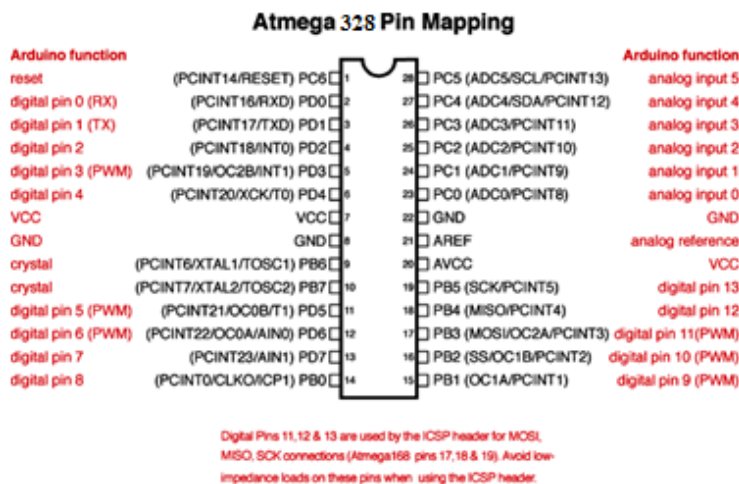 Atmega 328 Pin Mapping
Arduino function Arduino function
reset (PCINT14/RESET) PC6 1 28 PC5 (ADC5/SCL/PCINT13) analog input 5
digital pin 0 (RX) (PCINT16/RXD) PD0 2 27 PC4 (ADC4/SDA/PCINT12) analog input 4
digital pin 1 (TX) (PCINT17/TXD) PD1 3 26 PC3 (ADC3/PCINT11) analog input 3
digital pin 2 (PCINT18/INT0) PD2 4 25 PC2 (ADC2/PCINT10) analog input 2
digital pin 3 (PWM) (PCINT19/OC2B/INT1) PD3 5 24 PC1 (ADC1/PCINT9) analog input 1
digital pin 4 (PCINT20/XCK/T0) PD4 6 23 PC0 (ADC0/PCINT8) analog input 0
VCC VCC 7 22 GND GND
GND GND 8 21 AREF analog reference
crystal (PCINT6/XTAL1/TOSC1) PB6 9 20 AVCC VCC
crystal (PCINT7/XTAL2/TOSC2) PB7 10 19 PB5 (SCK/PCINT5) digital pin 13
digital pin 5 (PWM) (PCINT21/OC0B/T1) PD5 11 18 PB4 (MISO/PCINT4) digital pin 12
digital pin 6 (PWM) (PCINT22/OC0A/AIN0) PD6 12 17 PB3 (MOSI/OC2A/PCINT3) digital pin 11(PWM)
digital pin 7 (PCINT23/AIN1) PD7 13 16 PB2 (SS/OC1B/PCINT2) digital pin 10 (PWM)
digital pin 8 (PCINT0/CLKO/ICP1) PB0 14 15 PB1 (OC1A/PCINT1) digital pin 9 (PWM)
Digital Pins 11,12 & 13 are used by the ICSP header for MOSI,
MISO, SCK connections (Atmega168 pins 17,18 & 19). Avoid low-
impedance loads on these pins when using the ICSP header.